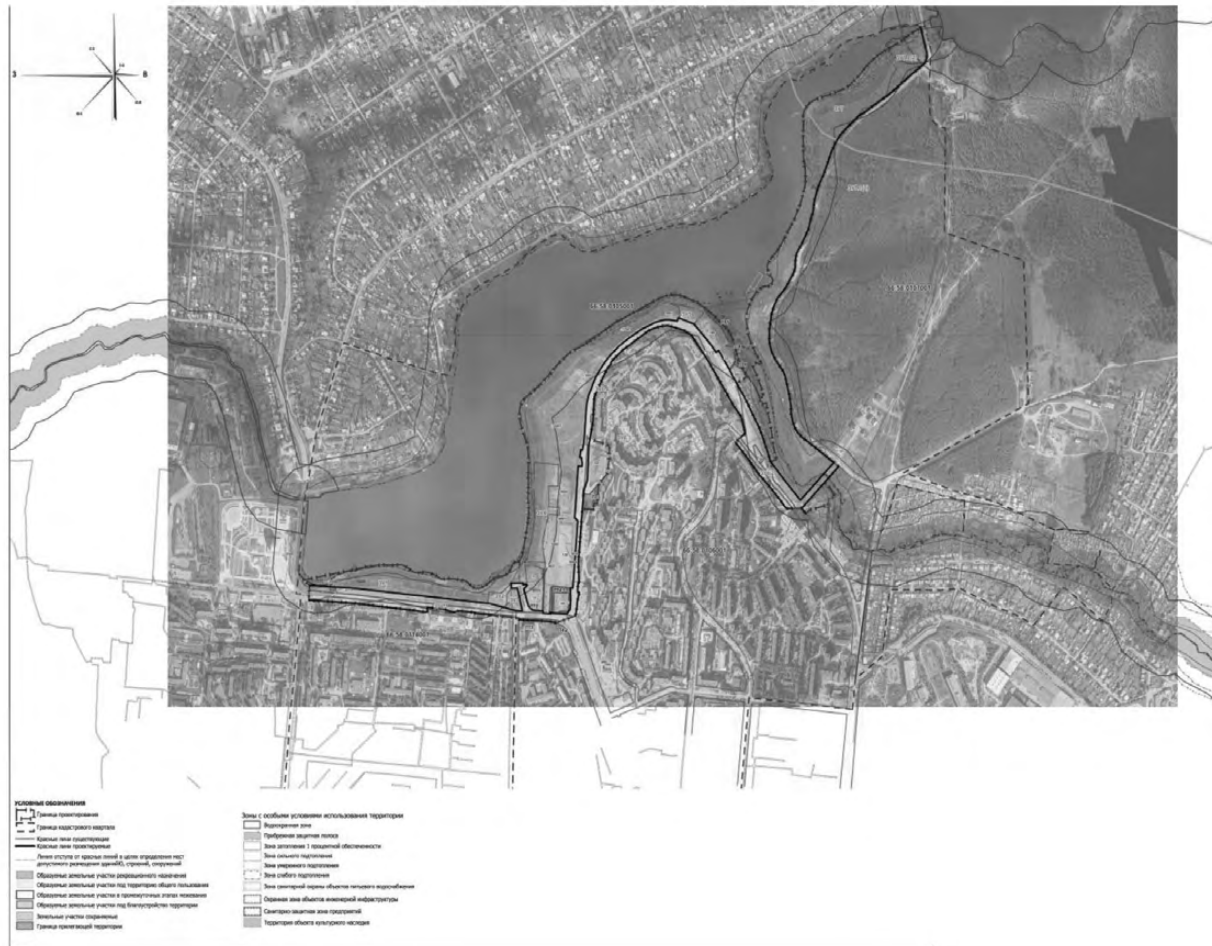 З
В
66:58:0105001
УСЛОВНЫЕ ОБОЗНАЧЕНИЯ
Граница проектирования
Граница кадастрового квартала
Красные линии существующие
Красные линии проектируемые
Линия отступа от красных линий в целях определения мест
допустимого размещения зданий, строений, сооружений
Образуемые земельные участки рекреационного назначения
Образуемые земельные участки под территорию общего пользования
Образуемые земельные участки в промежуточных этапах межевания
Образуемые земельные участки под благоустройство территории
Земельные участки сохраняемые
Граница прилегающей территории
Зоны с особыми условиями использования территории
Водоохранная зона
Прибрежная защитная полоса
Зона затопления 1 процентной обеспеченности
Зона сильного подтопления
Зона умеренного подтопления
Зона слабого подтопления
Зона санитарной охраны объектов питьевого водоснабжения
Охранная зона объектов инженерной инфраструктуры
Санитарно-защитная зона предприятий
Территория объекта культурного наследия